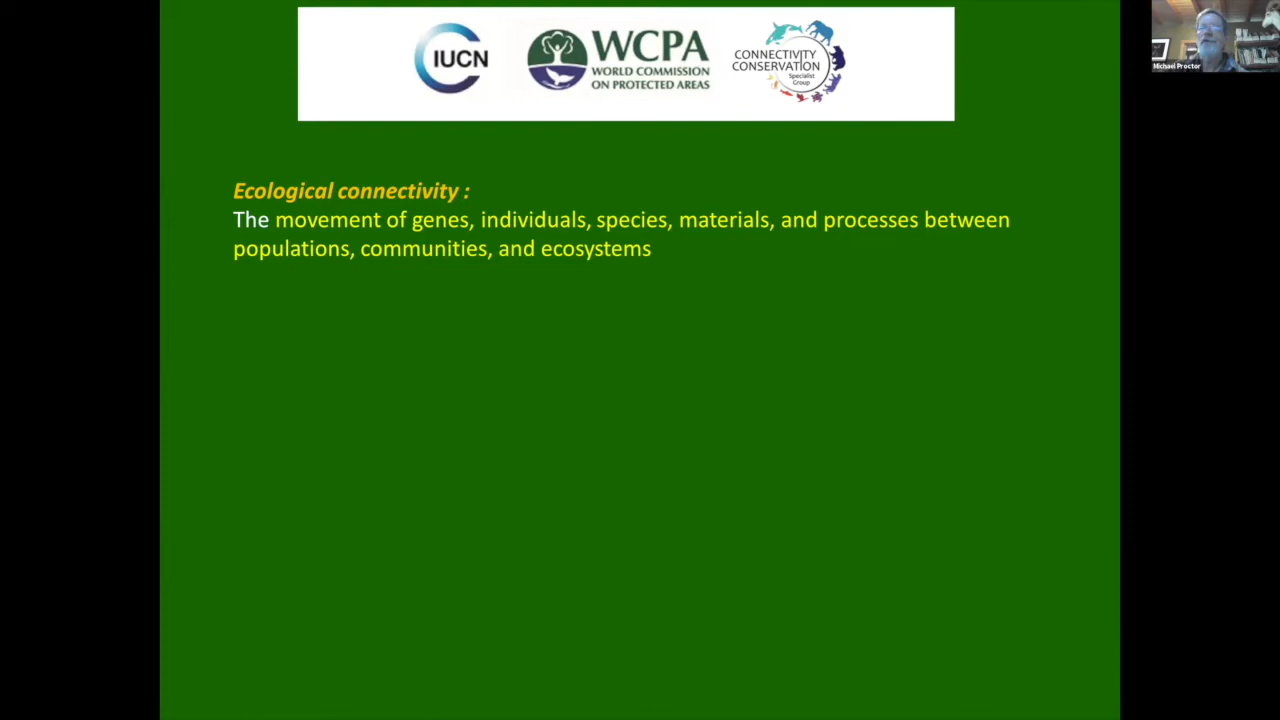 IUCN
WCPA
WORLD COMMISSION
ON PROTECTED AREAS
CONNECTIVITY
CONSERVATION
Specialist
Group
Michael Proctor
Ecological connectivity :
The movement of genes, individuals, species, materials, and processes between
populations, communities, and ecosystems